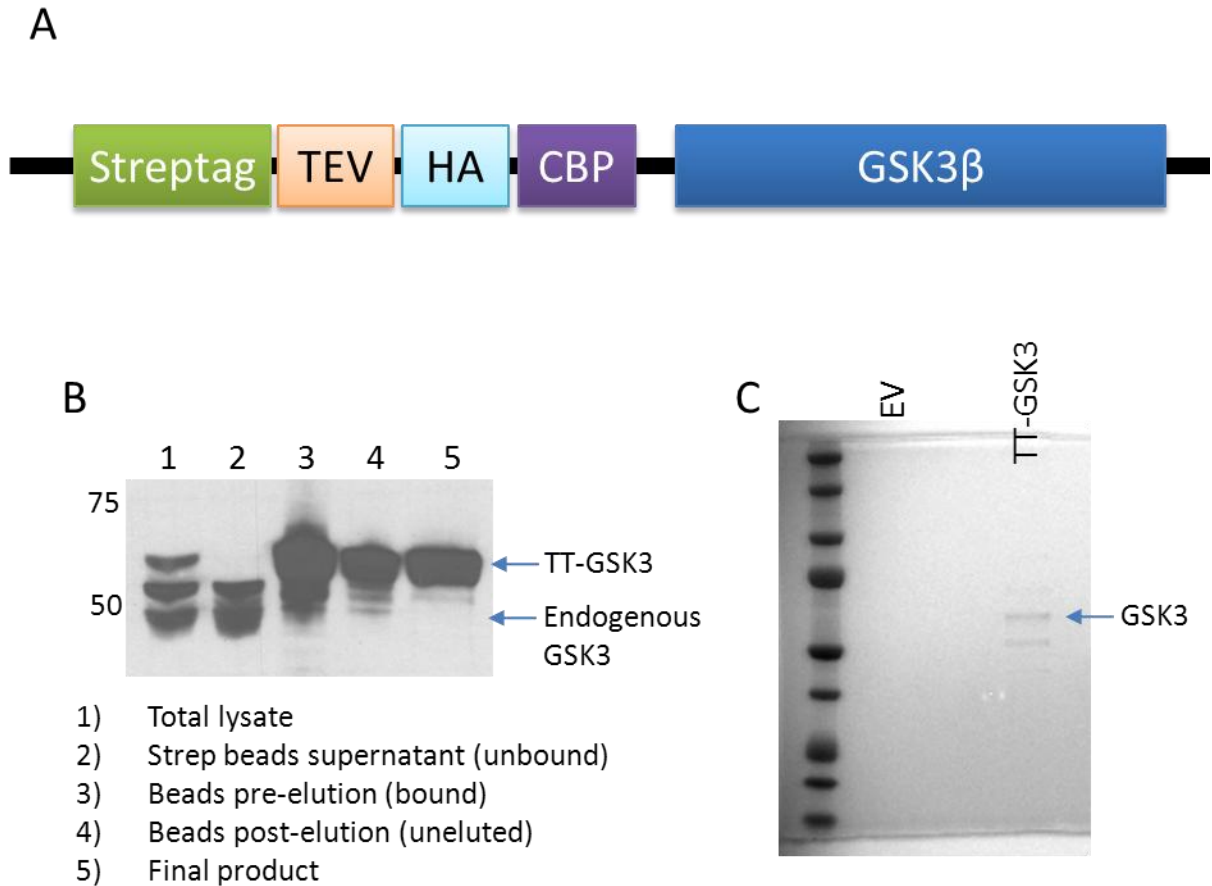 A
Streptag TEV HA CBP GSK3β
B
1 2 3 4 5
75
50
TT-GSK3
Endogenous
GSK3
1) Total lysate
2) Strep beads supernatant (unbound)
3) Beads pre-elution (bound)
4) Beads post-elution (uneluted)
5) Final product
C
EV
TT-GSK3
GSK3